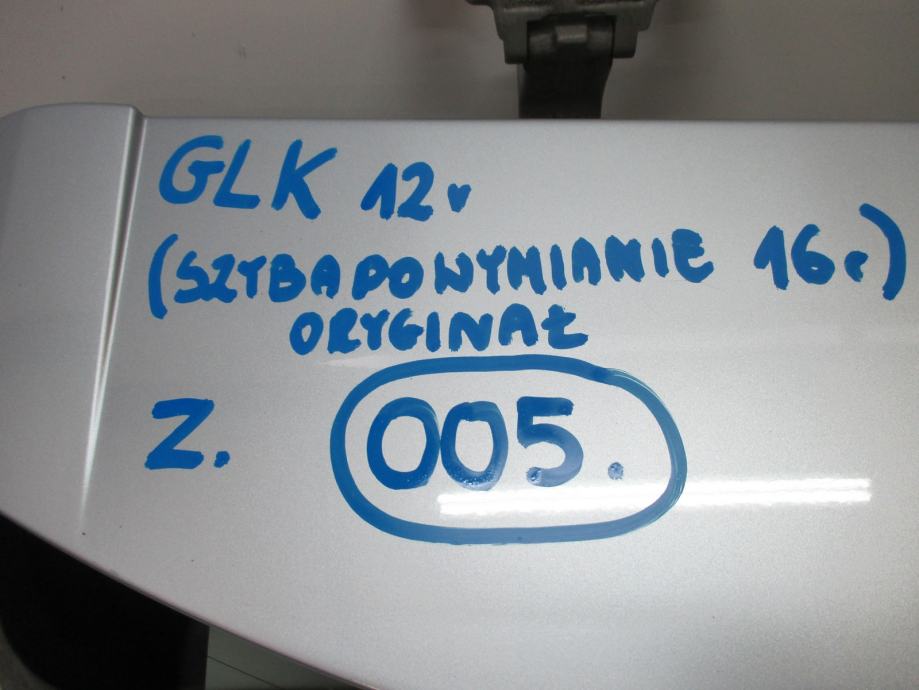 GLK 12r
(SZYBA PO WYMIANIE 16r)
ORYGINAŁ
Z. 005.